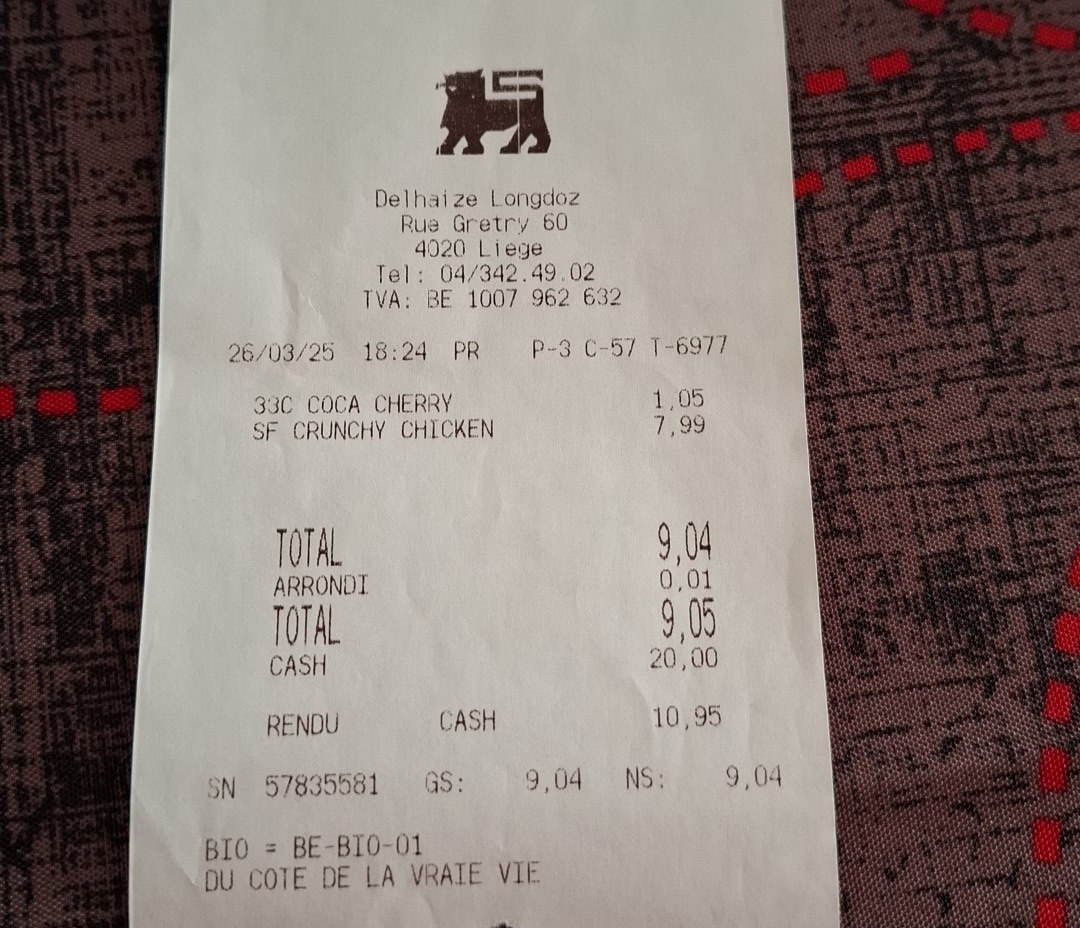 Delhaize Longdoz
Rue Gretry 60
4020 Liege
Tel: 04/342.49.02
TVA: BE 1007 962 632
26/03/25 18:24 PR P-3 C-57 T-6977
33C COCA CHERRY 1,05
SF CRUNCHY CHICKEN 7,99
TOTAL 9,04
ARRONDI 0,01
TOTAL 9,05
CASH 20,00
RENDU CASH 10,95
SN 57835581 GS: 9,04 NS: 9,04
BIO = BE-BIO-01
DU COTE DE LA VRAIE VIE